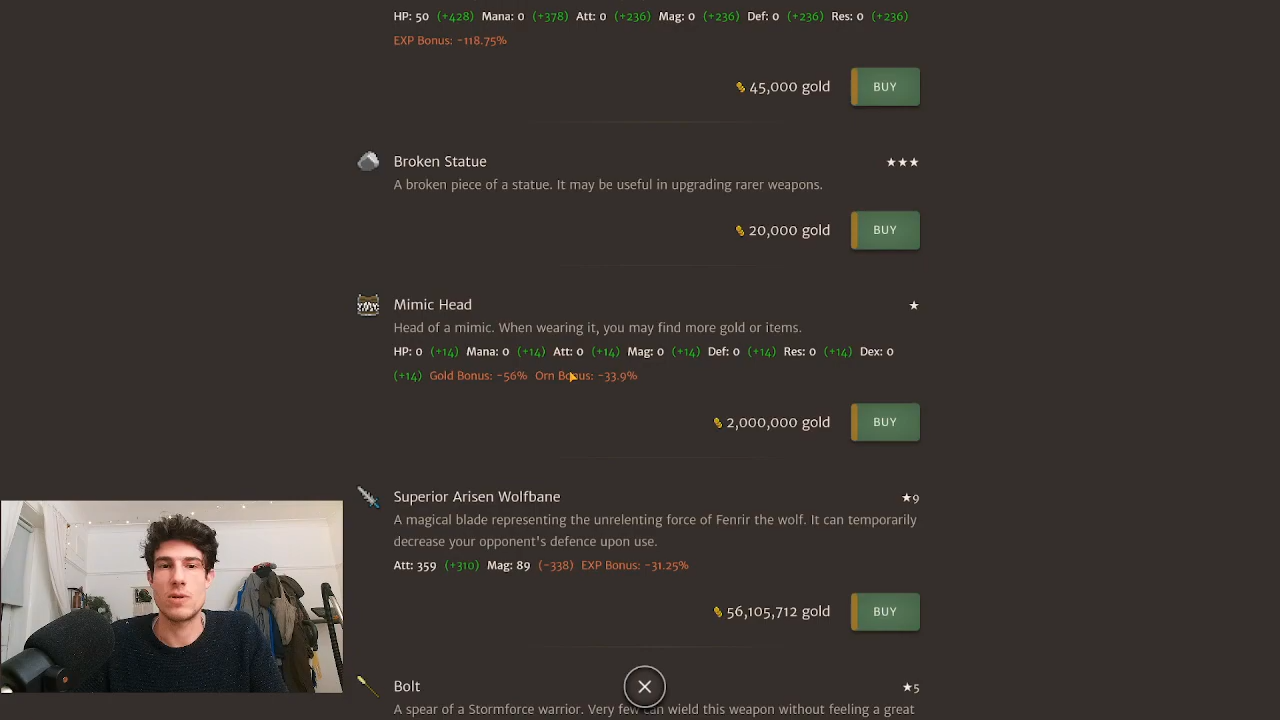 HP: 50 (+428) Mana: 0 (+378) Att: 0 (+236) Mag: 0 (+236) Def: 0 (+236) Res: 0 (+236)
EXP Bonus: -118.75%
45,000 gold BUY
Broken Statue ★★★
A broken piece of a statue. It may be useful in upgrading rarer weapons.
20,000 gold BUY
Mimic Head ★
Head of a mimic. When wearing it, you may find more gold or items.
HP: 0 (+14) Mana: 0 (+14) Att: 0 (+14) Mag: 0 (+14) Def: 0 (+14) Res: 0 (+14) Dex: 0
(+14) Gold Bonus: -56% Orn Bonus: -33.9%
2,000,000 gold BUY
Superior Arisen Wolfbane ★9
A magical blade representing the unrelenting force of Fenrir the wolf. It can temporarily
decrease your opponent's defence upon use.
Att: 359 (+310) Mag: 89 (-338) EXP Bonus: -31.25%
56,105,712 gold BUY
Bolt ★5
A spear of a Stormforce warrior. Very few can wield this weapon without feeling a great